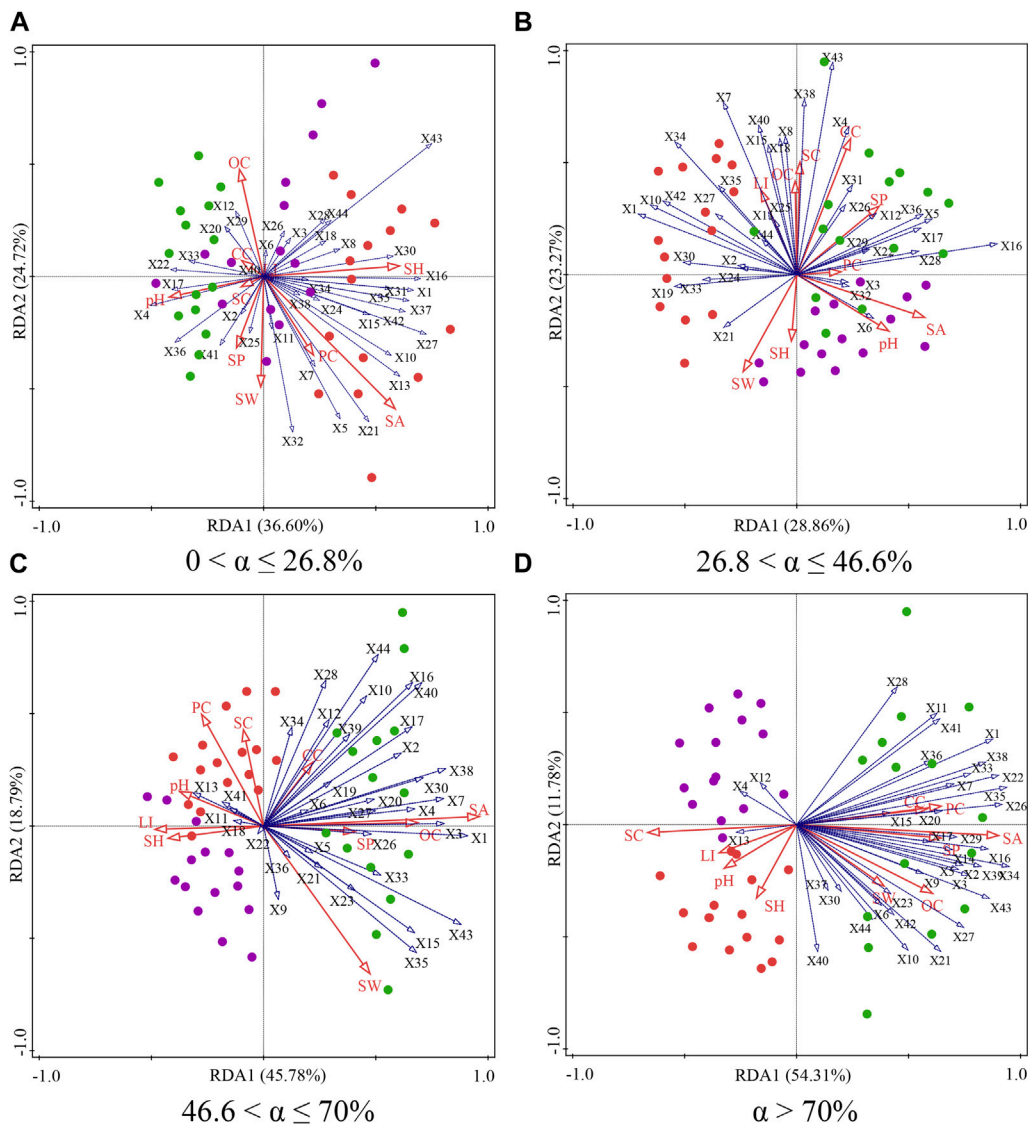 A
1.0
X43
OC
X12
X44
X28
X29
X26
X20
X3
X18
X6
X8
X30
X33
CC
SH
X22
X40
X16
X17
X34
X31
X1
pH
SC
X38
X35
X4
X24
X37
X2
X15
X42
X11
X25
X36
X41
SP
PC
X27
X10
X7
X13
SW
SA
X5
X21
X32
RDA2 (24.72%)
-1.0
-1.0
RDA1 (36.60%)
1.0
0 < α ≤ 26.8%
B
1.0
X43
X7
X38
X40
X4
X34
X15
X8
X18
SC
OC
X35
LI
X31
X10
X42
X1
X27
X25
X26
SP
X12
X36
X5
X17
X44
X29
X16
X30
X2
X28
X24
PC
X19
X33
X3
X32
X21
X6
SA
SH
pH
SW
RDA2 (23.27%)
-1.0
-1.0
RDA1 (28.86%)
1.0
26.8 < α ≤ 46.6%
C
1.0
X44
X28
X16
X10
X40
PC
SC
X34
X12
X39
X17
CC
X2
X38
pH
X13
X41
X19
X30
X6
X20
X7
X11
X27
X4
SA
LI
X18
SH
X22
SP
X26
OC
X3
X1
X5
X36
X21
X33
X9
X23
X43
X15
X35
SW
RDA2 (18.79%)
-1.0
-1.0
RDA1 (45.78%)
1.0
46.6 < α ≤ 70%
D
1.0
X28
X11
X41
X1
X36
X38
X33
X22
X12
X4
X7
X35
CC
PC
X26
X15
X20
SC
X13
X17
X29
SA
LI
SP
X14
X16
pH
X5
X2
X39
X34
X9
X3
X37
SH
X30
SW
X23
OC
X43
X6
X42
X44
X27
X40
X10
X21
RDA2 (11.78%)
-1.0
-1.0
RDA1 (54.31%)
1.0
α > 70%